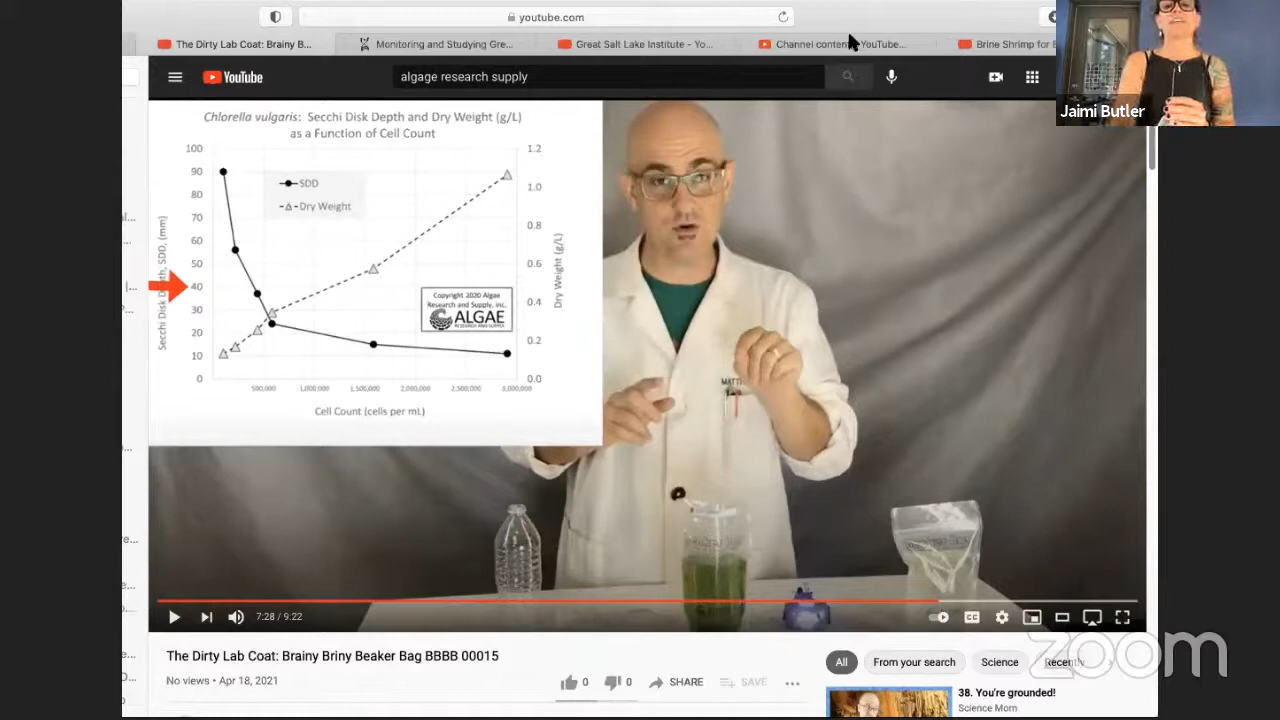 youtube.com
The Dirty Lab Coat: Brainy B...
Monitoring and Studying Gre...
Great Salt Lake Institute - Yo...
Channel content YouTube...
Brine Shrimp for
Jaimi Butler
YouTube
algage research supply
Chlorella vulgaris: Secchi Disk Depth and Dry Weight (g/L)
as a Function of Cell Count
100
90
80
70
60
50
40
30
20
10
0
1.2
1.0
0.8
0.6
0.4
0.2
0.0
SDD
Dry Weight
Secchi Disk Depth, SDD, (mm)
Dry Weight (g/L)
Copyright 2020 Algae
Research and Supply, Inc.
ALGAE
RESEARCH AND SUPPLY
500,000 1,000,000 1,500,000 2,000,000 2,500,000 3,000,000
Cell Count (cells per mL)
MATT
7:28 / 9:22
CC
The Dirty Lab Coat: Brainy Briny Beaker Bag BBBB 00015
No views • Apr 18, 2021
0
0
SHARE
SAVE
All
From your search
Science
Recently
zoom
38. You're grounded!
Science Mom